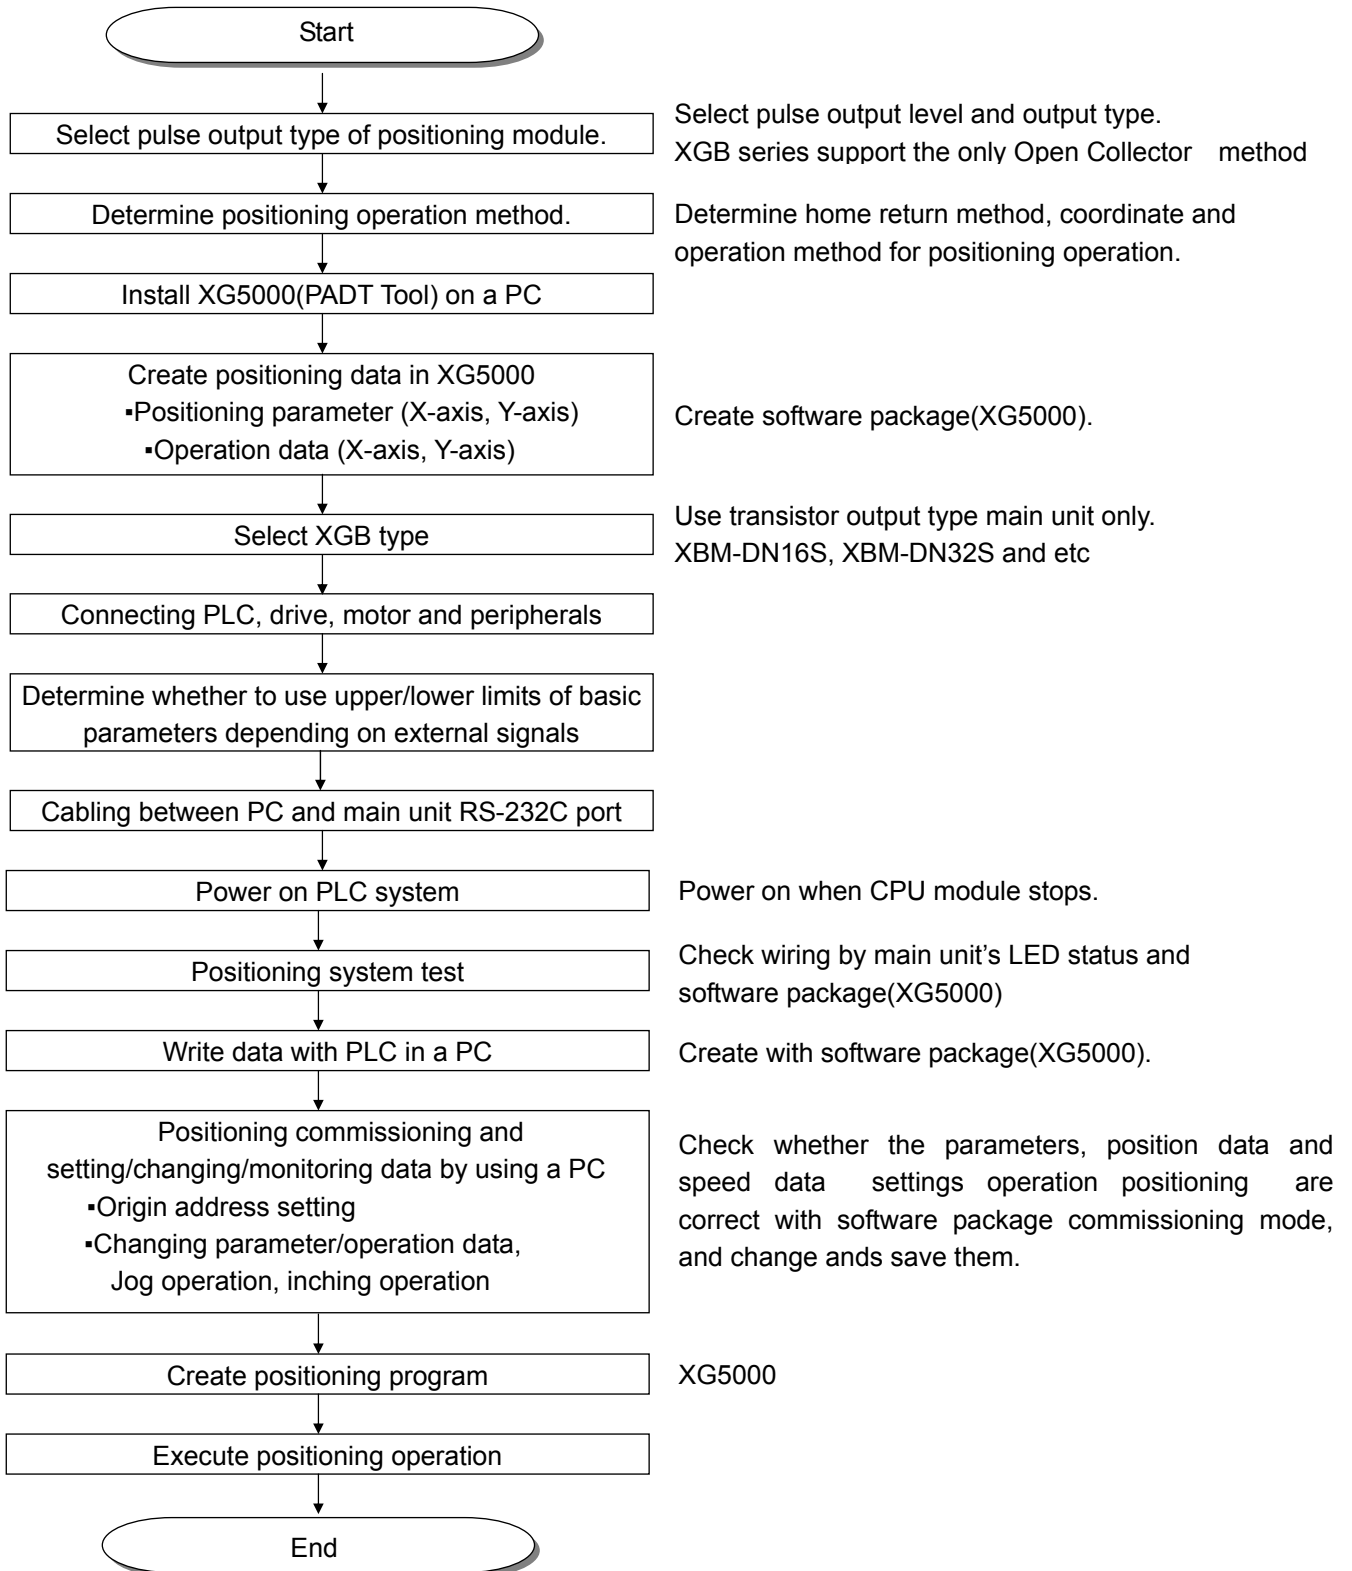 Start
Select pulse output type of positioning module.
Select pulse output level and output type.
XGB series support the only Open Collector method
Determine positioning operation method.
Determine home return method, coordinate and
operation method for positioning operation.
Install XG5000(PADT Tool) on a PC
Create positioning data in XG5000
▪Positioning parameter (X-axis, Y-axis)
▪Operation data (X-axis, Y-axis)
Create software package(XG5000).
Select XGB type
Use transistor output type main unit only.
XBM-DN16S, XBM-DN32S and etc
Connecting PLC, drive, motor and peripherals
Determine whether to use upper/lower limits of basic
parameters depending on external signals
Cabling between PC and main unit RS-232C port
Power on PLC system
Power on when CPU module stops.
Positioning system test
Check wiring by main unit's LED status and
software package(XG5000)
Write data with PLC in a PC
Create with software package(XG5000).
Positioning commissioning and
setting/changing/monitoring data by using a PC
▪Origin address setting
▪Changing parameter/operation data,
Jog operation, inching operation
Check whether the parameters, position data and
speed data settings operation positioning are
correct with software package commissioning mode,
and change ands save them.
Create positioning program
XG5000
Execute positioning operation
End